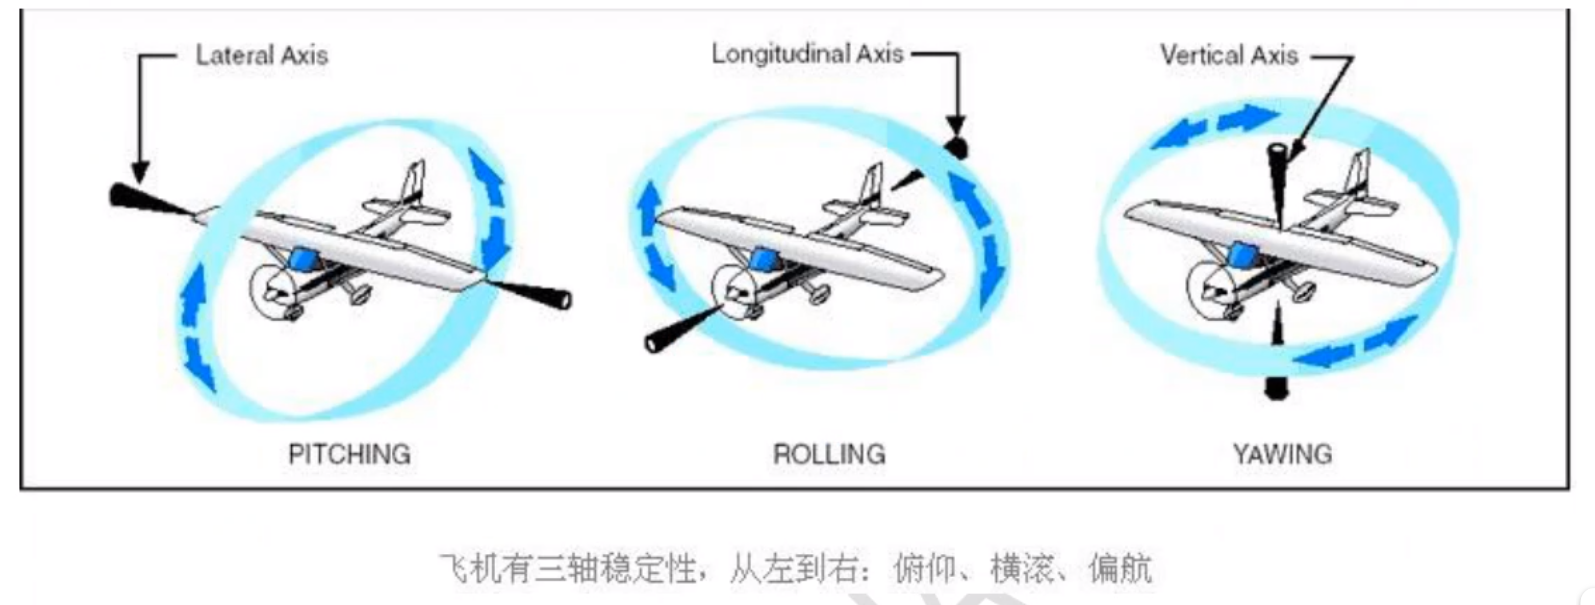 Lateral Axis
Longitudinal Axis
Vertical Axis
PITCHING
ROLLING
YAWING
飞机有三轴稳定性，从左到右：俯仰、横滚、偏航